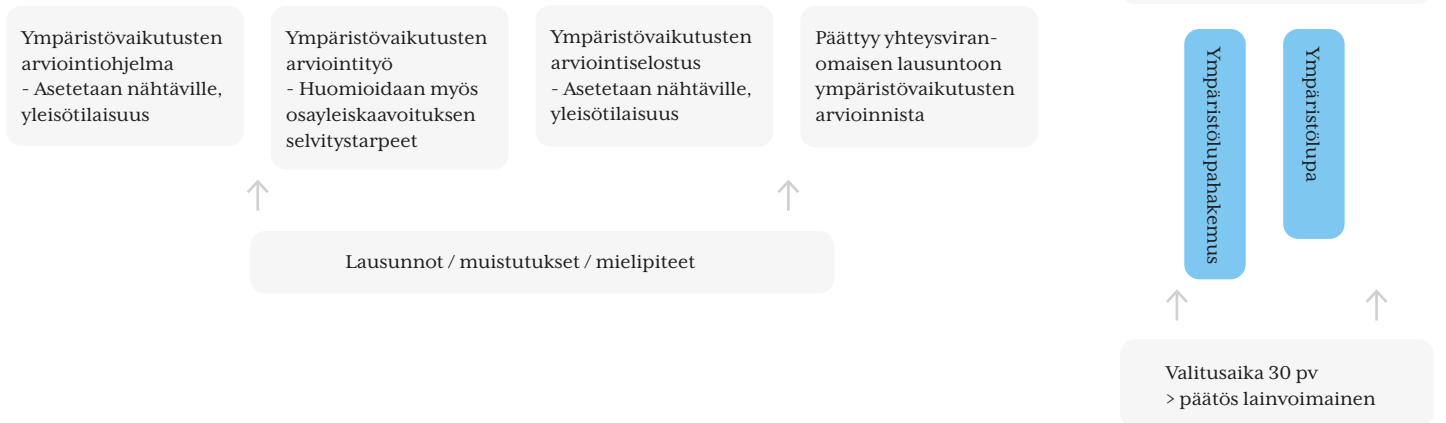 Ympäristövaikutusten
arviointiohjelma
- Asetetaan nähtäville,
yleisötilaisuus
Ympäristövaikutusten
arviointityö
- Huomioidaan myös
osayleiskaavoituksen
selvitystarpeet
Ympäristövaikutusten
arviointiselostus
- Asetetaan nähtäville,
yleisötilaisuus
Päättyy yhteysviran-
omaisen lausuntoon
ympäristövaikutusten
arvioinnista
Lausunnot / muistutukset / mielipiteet
Ympäristölupahakemus
Ympäristölupa
Valitusaika 30 pv
> päätös lainvoimainen